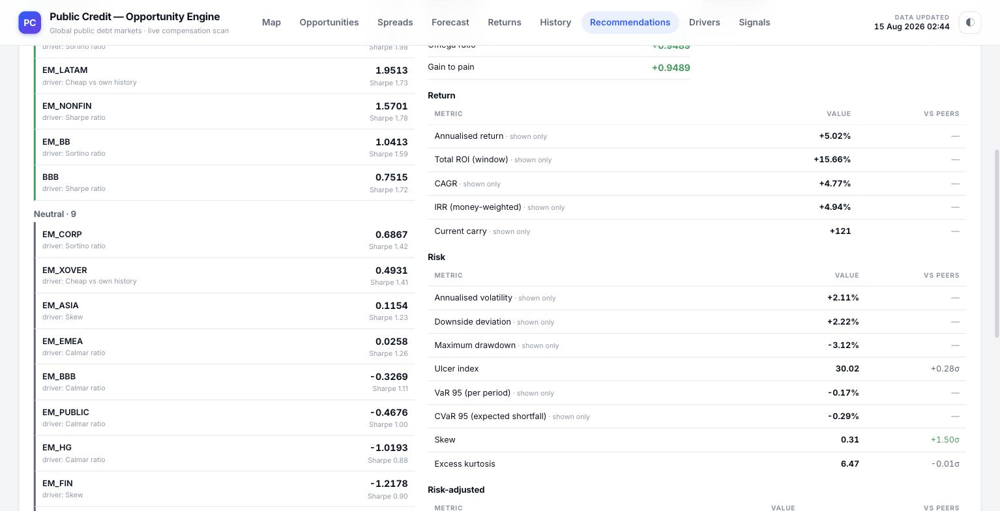 PC
Public Credit — Opportunity Engine
Global public debt markets · live compensation scan
Map
Opportunities
Spreads
Forecast
Returns
History
Recommendations
Drivers
Signals
DATA UPDATED
15 Aug 2026 02:44
driver: Sortino ratio
Sharpe 1.98
EM_LATAM
1.9513
driver: Cheap vs own history
Sharpe 1.73
EM_NONFIN
1.5701
driver: Sharpe ratio
Sharpe 1.78
EM_BB
1.0413
driver: Sortino ratio
Sharpe 1.59
BBB
0.7515
driver: Sharpe ratio
Sharpe 1.72
Neutral · 9
EM_CORP
0.6867
driver: Sortino ratio
Sharpe 1.42
EM_XOVER
0.4931
driver: Cheap vs own history
Sharpe 1.41
EM_ASIA
0.1154
driver: Skew
Sharpe 1.23
EM_EMEA
0.0258
driver: Calmar ratio
Sharpe 1.26
EM_BBB
-0.3269
driver: Calmar ratio
Sharpe 1.11
EM_PUBLIC
-0.4676
driver: Calmar ratio
Sharpe 1.00
EM_HG
-1.0193
driver: Calmar ratio
Sharpe 0.88
EM_FIN
-1.2178
driver: Skew
Sharpe 0.90
Omega ratio +0.9489
Gain to pain +0.9489
Return
METRIC VALUE VS PEERS
Annualised return · shown only +5.02% —
Total ROI (window) · shown only +15.66% —
CAGR · shown only +4.77% —
IRR (money-weighted) · shown only +4.94% —
Current carry · shown only +121 —
Risk
METRIC VALUE VS PEERS
Annualised volatility · shown only +2.11% —
Downside deviation · shown only +2.22% —
Maximum drawdown · shown only -3.12% —
Ulcer index 30.02 +0.28σ
VaR 95 (per period) · shown only -0.17% —
CVaR 95 (expected shortfall) · shown only -0.29% —
Skew 0.31 +1.50σ
Excess kurtosis 6.47 -0.01σ
Risk-adjusted
METRIC VALUE VS PEERS